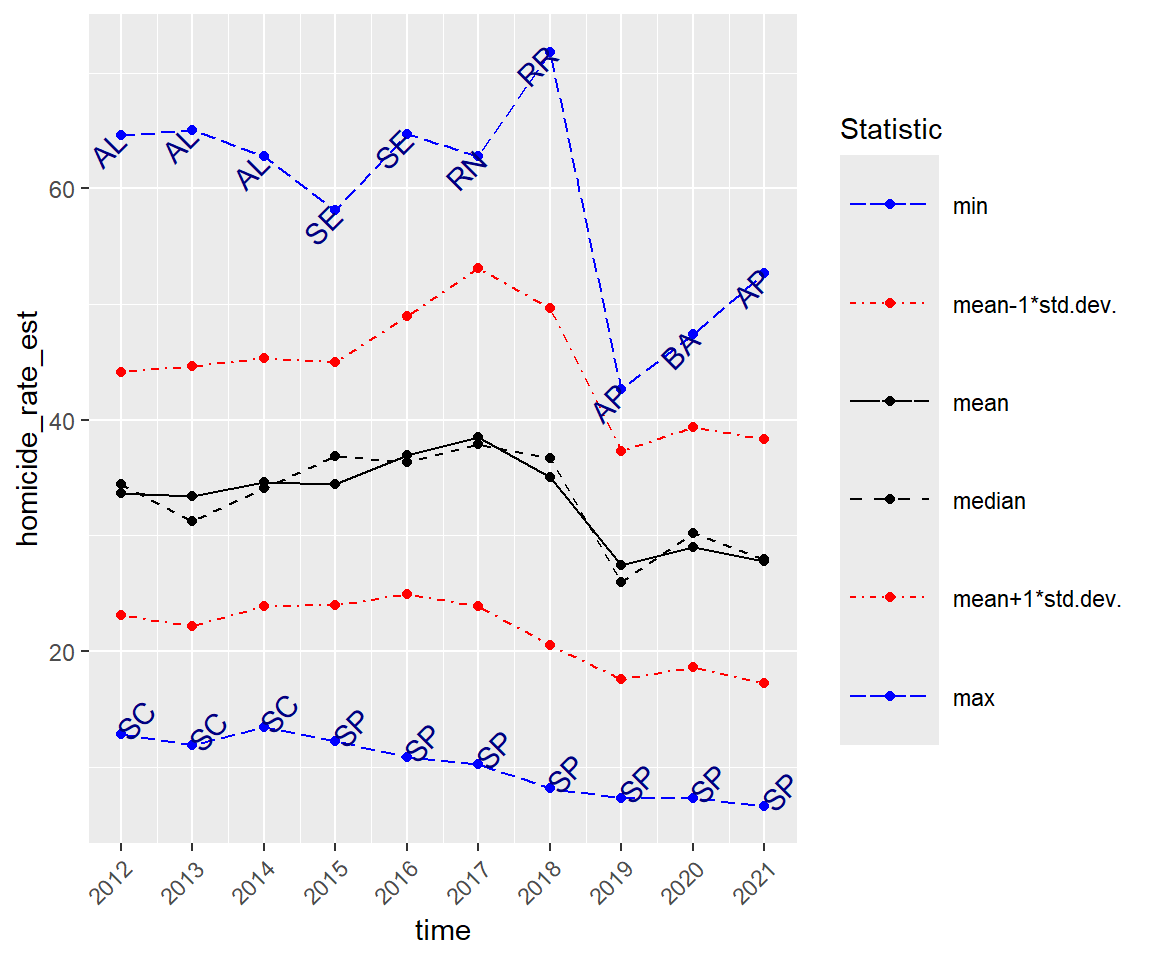 homicide_rate_est
60
40
20
AL
AL
AL
SE
SE
RN
RR
AP
BA
AP
SC
SC
SC
SP
SP
SP
SP
SP
SP
SP
2012
2013
2014
2015
2016
2017
2018
2019
2020
2021
time
Statistic
min
mean-1*std.dev.
mean
median
mean+1*std.dev.
max